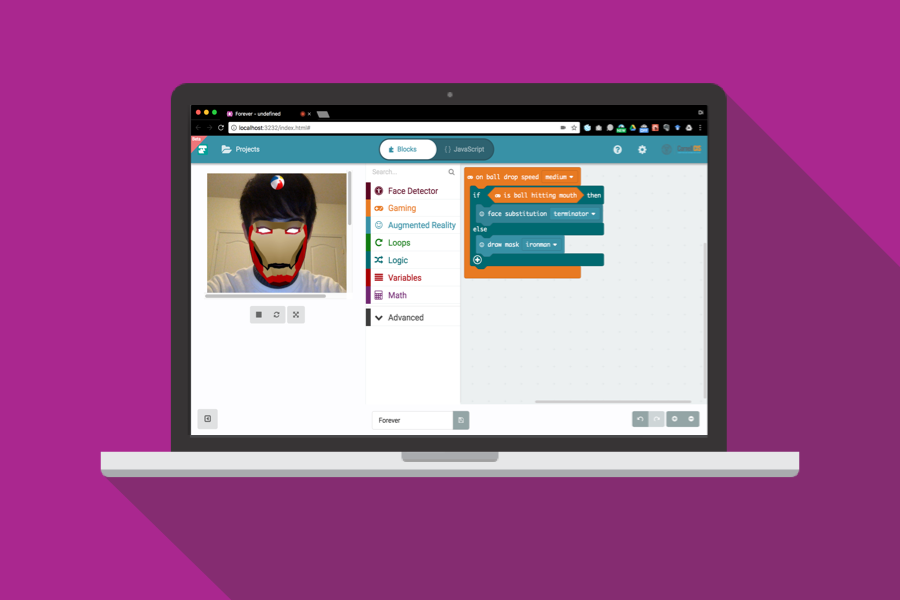 Forever - undefined
localhost:3232/index.html#
Projects
Blocks
{ } JavaScript
Search...
Face Detector
Gaming
Augmented Reality
Loops
Logic
Variables
Math
Advanced
on ball drop speed medium
if is ball hitting mouth then
face substitution terminator
else
draw mask ironman
Forever